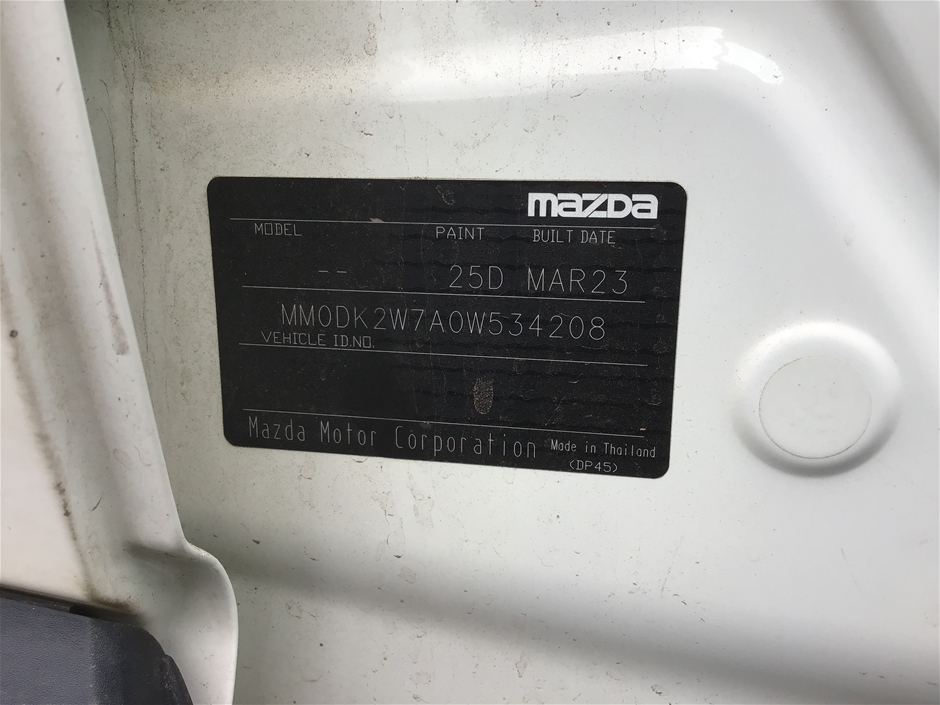 mazda
MODEL PAINT BUILT DATE
-- 25D MAR23
MM0DK2W7A0W534208
VEHICLE ID.NO.
Mazda Motor Corporation Made in Thailand
(DP45)